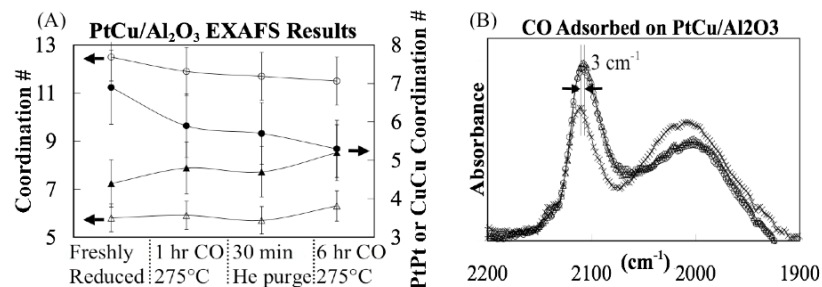 (A)
PtCu/Al2O3 EXAFS Results
13
11
9
7
5
Coordination #
8
7
6
5
4
3
PtPt or CuCu Coordination #
Freshly
Reduced
1 hr CO
275°C
30 min
He purge
6 hr CO
275°C
(B)
CO Adsorbed on PtCu/Al2O3
3 cm⁻¹
Absorbance
2200
2100
2000
1900
(cm⁻¹)